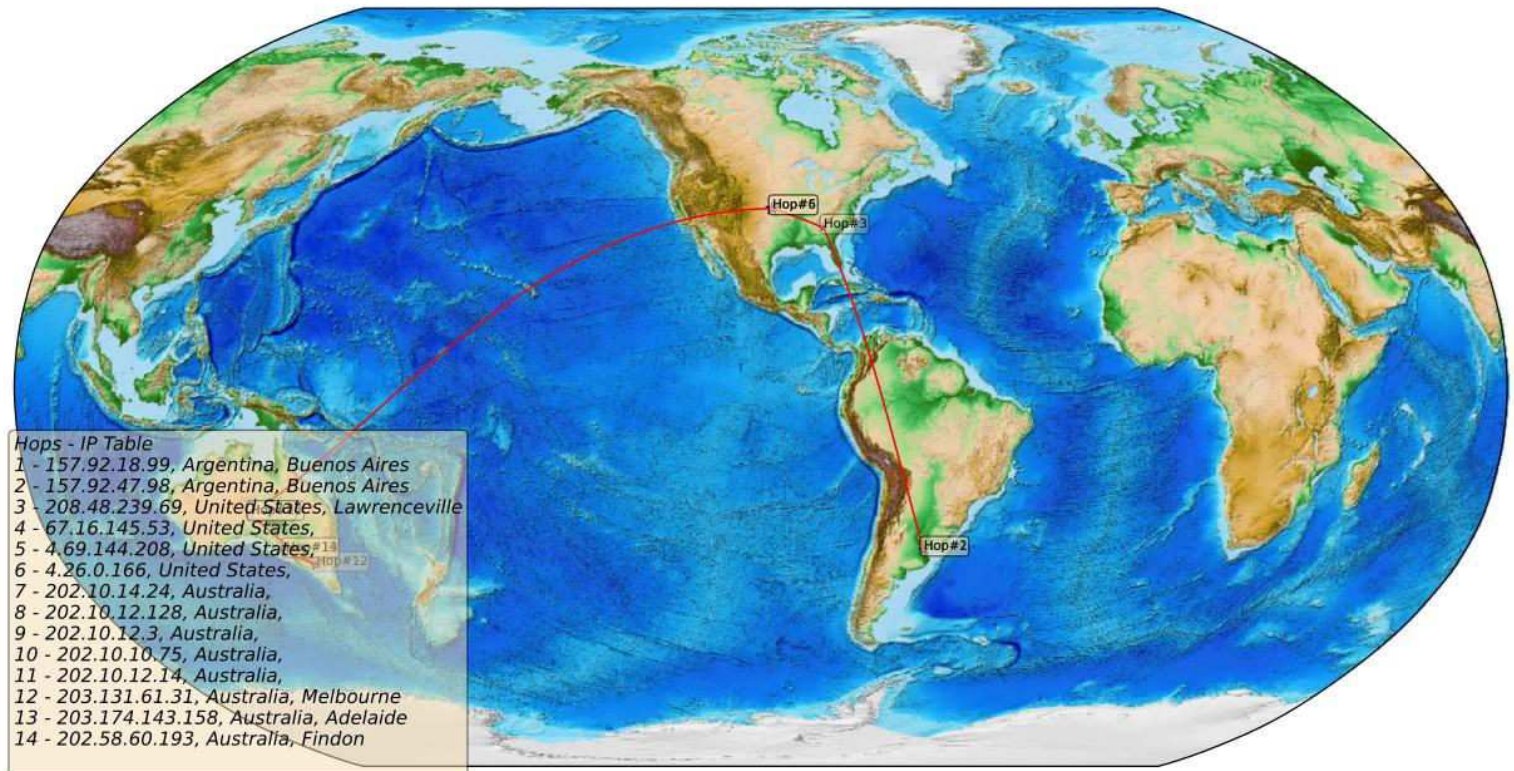 Hop#6
Hop#3
Hop#2
Hops - IP Table
1 - 157.92.18.99, Argentina, Buenos Aires
2 - 157.92.47.98, Argentina, Buenos Aires
3 - 208.48.239.69, United States, Lawrenceville
4 - 67.16.145.53, United States,
5 - 4.69.144.208, United States,
6 - 4.26.0.166, United States,
7 - 202.10.14.24, Australia,
8 - 202.10.12.128, Australia,
9 - 202.10.12.3, Australia,
10 - 202.10.10.75, Australia,
11 - 202.10.12.14, Australia,
12 - 203.131.61.31, Australia, Melbourne
13 - 203.174.143.158, Australia, Adelaide
14 - 202.58.60.193, Australia, Findon
Hop#12